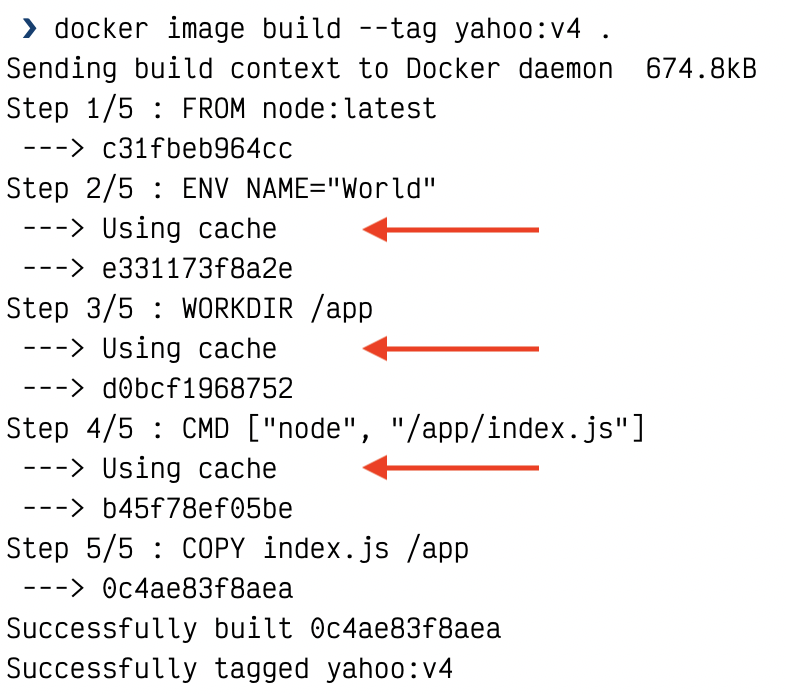 ❯ docker image build --tag yahoo:v4 .
Sending build context to Docker daemon  674.8kB
Step 1/5 : FROM node:latest
 ---> c31fbeb964cc
Step 2/5 : ENV NAME="World"
 ---> Using cache
 ---> e331173f8a2e
Step 3/5 : WORKDIR /app
 ---> Using cache
 ---> d0bcf1968752
Step 4/5 : CMD ["node", "/app/index.js"]
 ---> Using cache
 ---> b45f78ef05be
Step 5/5 : COPY index.js /app
 ---> 0c4ae83f8aea
Successfully built 0c4ae83f8aea
Successfully tagged yahoo:v4